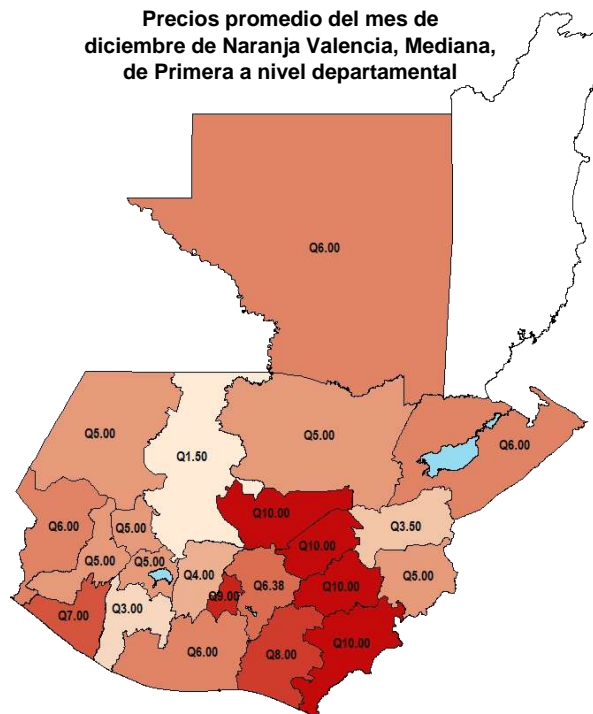 Precios promedio del mes de
diciembre de Naranja Valencia, Mediana,
de Primera a nivel departamental
Q6.00
Q5.00
Q1.50
Q5.00
Q6.00
Q10.00
Q3.50
Q6.00
Q5.00
Q10.00
Q5.00
Q5.00
Q4.00
Q9.00
Q6.38
Q10.00
Q5.00
Q7.00
Q3.00
Q10.00
Q6.00
Q8.00